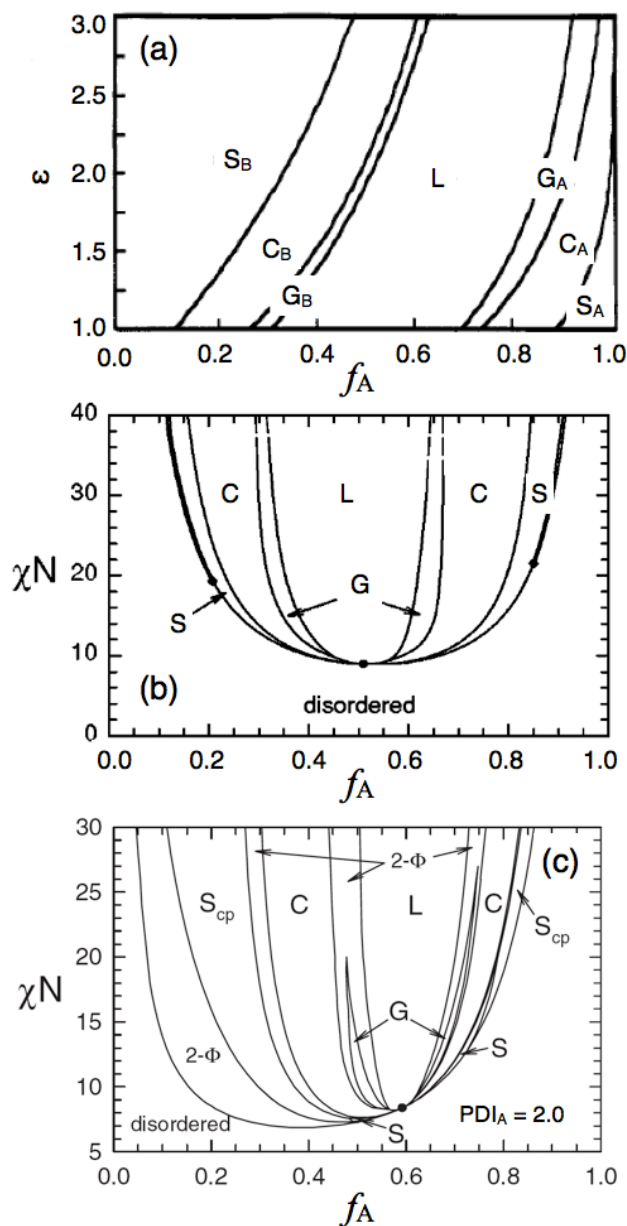 (a)
3.0
2.5
2.0
1.5
1.0
ε
S_B
C_B
G_B
L
G_A
C_A
S_A
0.0 0.2 0.4 0.6 0.8 1.0
f_A
(b)
40
30
20
10
0
χN
S
C
L
G
C
S
disordered
0.0 0.2 0.4 0.6 0.8 1.0
f_A
(c)
30
25
20
15
10
5
χN
2-Φ
S_cp
C
L
C
S_cp
G
S
2-Φ
disordered
S
PDI_A = 2.0
0.0 0.2 0.4 0.6 0.8 1.0
f_A